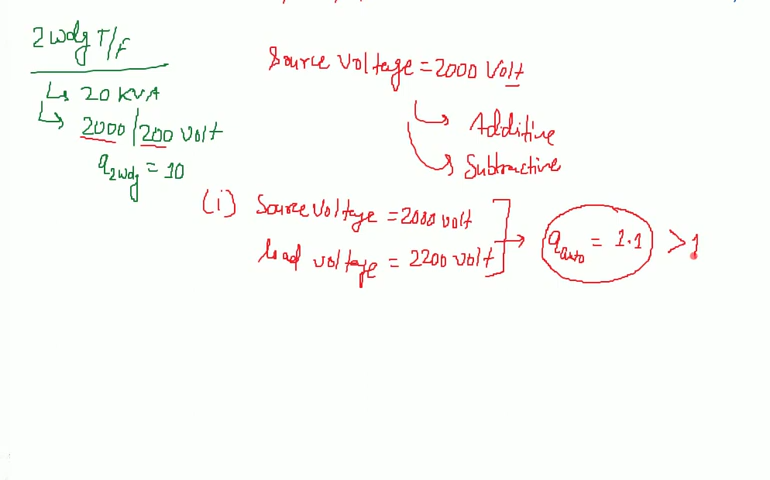 2 wdg T/f
↳ 20 KVA
↳ 2000/200 volt
a2wdg = 10
Source Voltage = 2000 Volt
↳ Additive
↳ Subtractive
(i) Source voltage = 2000 volt
load voltage = 2200 volt
→ aauto = 1.1 > 1